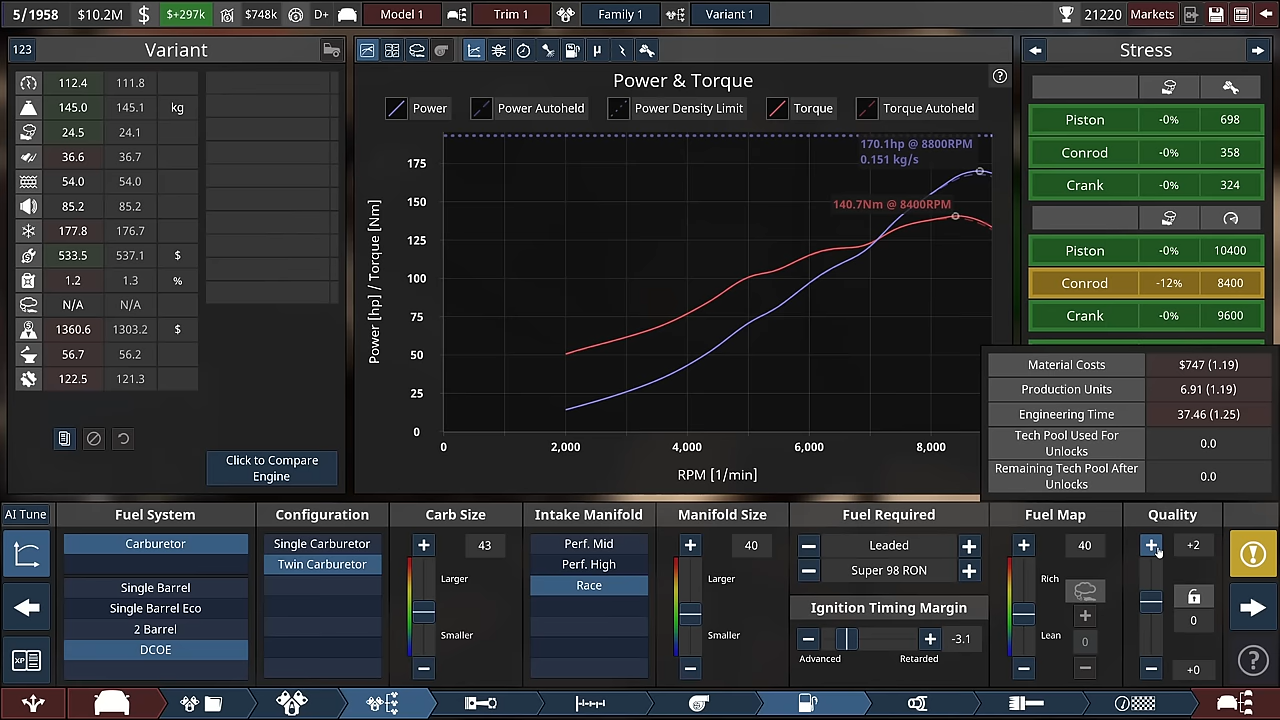 5/1958 $10.2M $ $+297k $748k D+ Model 1 Trim 1 Family 1 Variant 1 21220 Markets
123 Variant
112.4 111.8
145.0 145.1 kg
24.5 24.1
36.6 36.7
54.0 54.0
85.2 85.2
177.8 176.7
533.5 537.1 $
1.2 1.3 %
N/A N/A
1360.6 1303.2 $
56.7 56.2
122.5 121.3
Click to Compare
Engine
Power & Torque
Power Power Autoheld Power Density Limit Torque Torque Autoheld
170.1hp @ 8800RPM
0.151 kg/s
140.7Nm @ 8400RPM
Power [hp] / Torque [Nm]
175
150
125
100
75
50
25
0
0 2,000 4,000 6,000 8,000
RPM [1/min]
Stress
Piston -0% 698
Conrod -0% 358
Crank -0% 324
Piston -0% 10400
Conrod -12% 8400
Crank -0% 9600
Material Costs $747 (1.19)
Production Units 6.91 (1.19)
Engineering Time 37.46 (1.25)
Tech Pool Used For
Unlocks 0.0
Remaining Tech Pool After
Unlocks 0.0
AI Tune
Fuel System
Carburetor
Single Barrel
Single Barrel Eco
2 Barrel
DCOE
Configuration
Single Carburetor
Twin Carburetor
Carb Size
43
Larger
Smaller
Intake Manifold
Perf. Mid
Perf. High
Race
Manifold Size
40
Larger
Smaller
Fuel Required
Leaded
Super 98 RON
Ignition Timing Margin
-3.1
Advanced Retarded
Fuel Map
40
Rich
Lean
0
Quality
+2
0
+0
XP